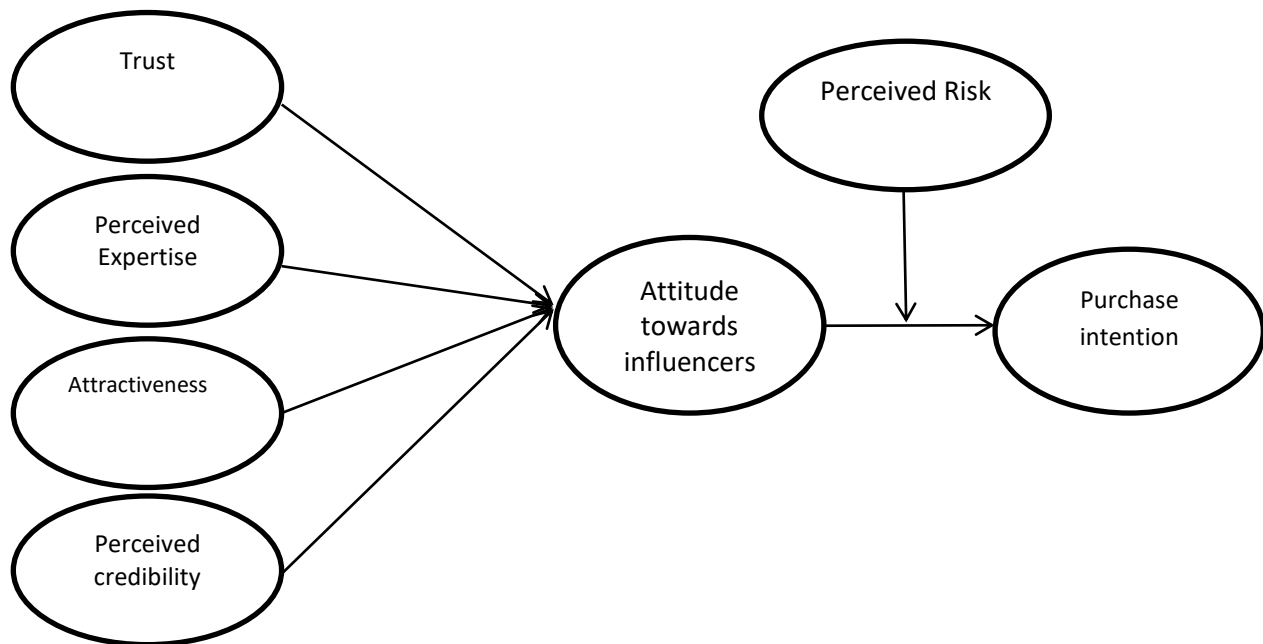 Trust
Perceived Risk
Perceived
Expertise
Attitude
towards
influencers
Purchase
intention
Attractiveness
Perceived
credibility